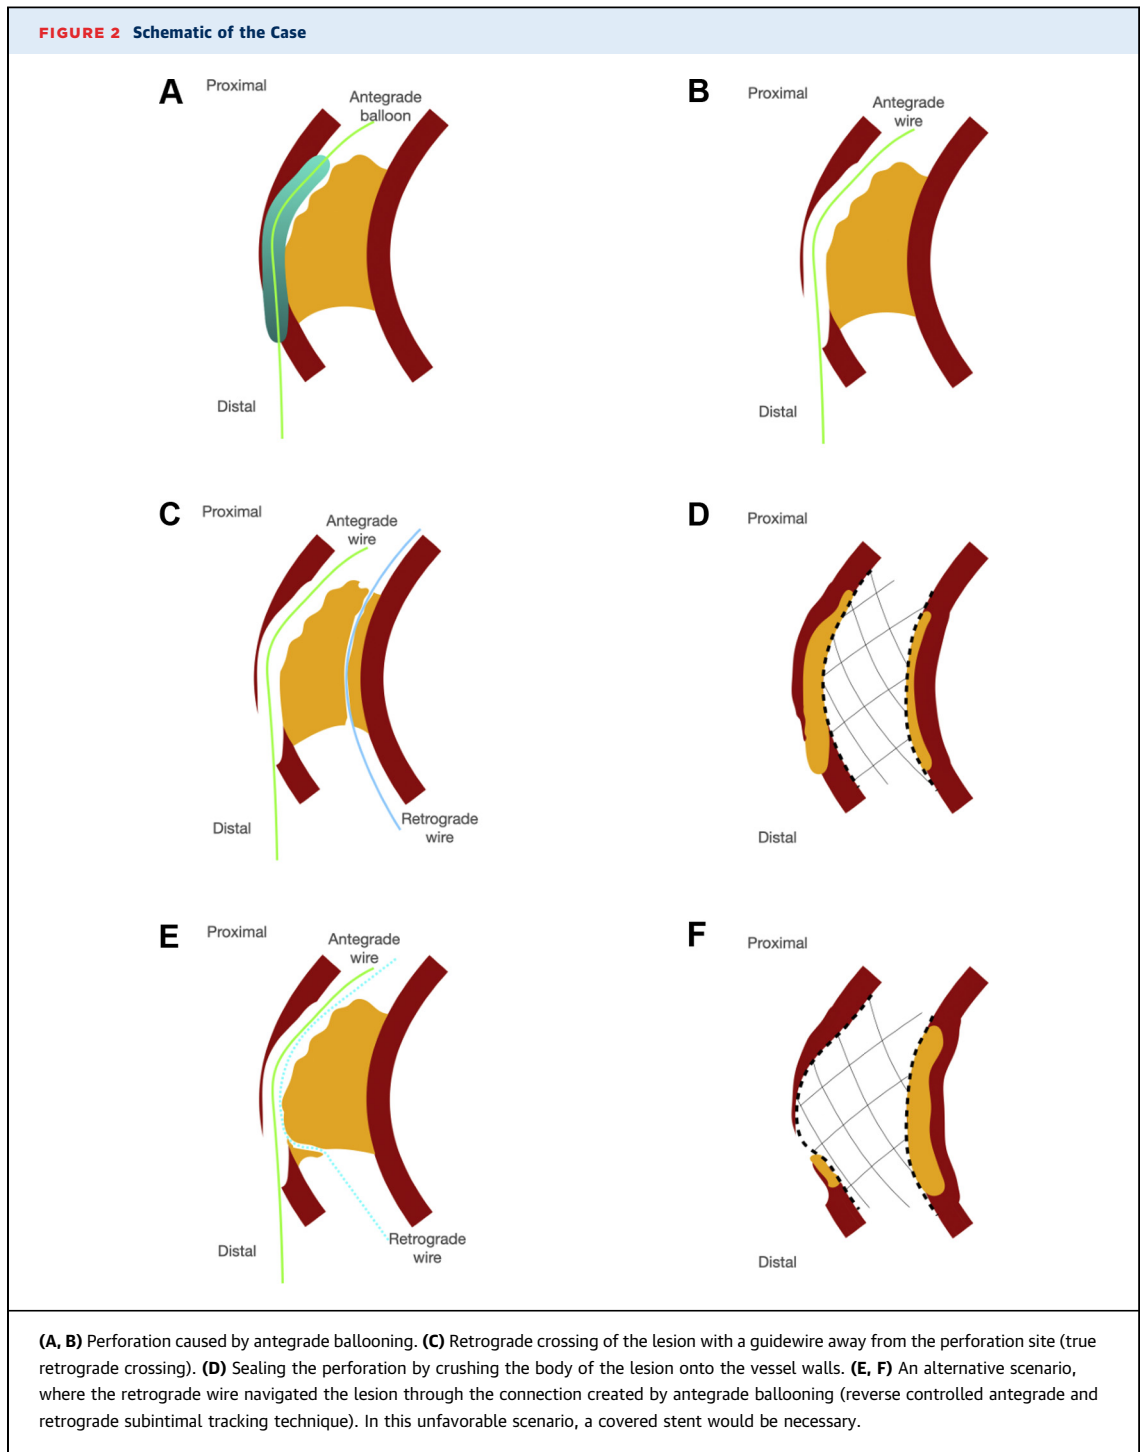 FIGURE 2 Schematic of the Case
A
Proximal
Antegrade
balloon
Distal
B
Proximal
Antegrade
wire
Distal
C
Proximal
Antegrade
wire
Retrograde
wire
Distal
D
Proximal
Distal
E
Proximal
Antegrade
wire
Retrograde
wire
Distal
F
Proximal
Distal
(A, B) Perforation caused by antegrade ballooning. (C) Retrograde crossing of the lesion with a guidewire away from the perforation site (true
retrograde crossing). (D) Sealing the perforation by crushing the body of the lesion onto the vessel walls. (E, F) An alternative scenario,
where the retrograde wire navigated the lesion through the connection created by antegrade ballooning (reverse controlled antegrade and
retrograde subintimal tracking technique). In this unfavorable scenario, a covered stent would be necessary.